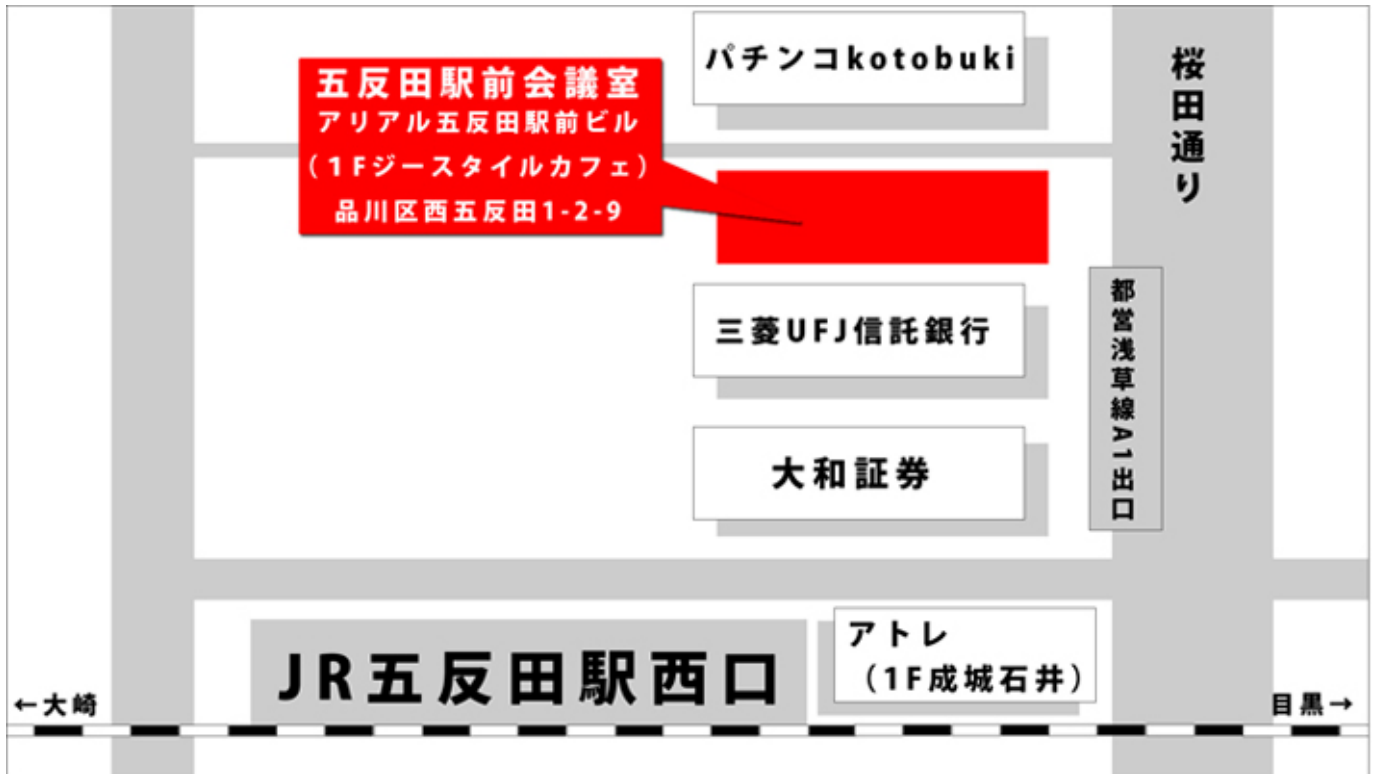 パチンコkotobuki
桜田通り
五反田駅前会議室
アリアル五反田駅前ビル
(1Fジースタイルカフェ)
品川区西五反田1-2-9
都営浅草線A1出口
三菱UFJ信託銀行
大和証券
アトレ
(1F成城石井)
JR五反田駅西口
←大崎
目黒→